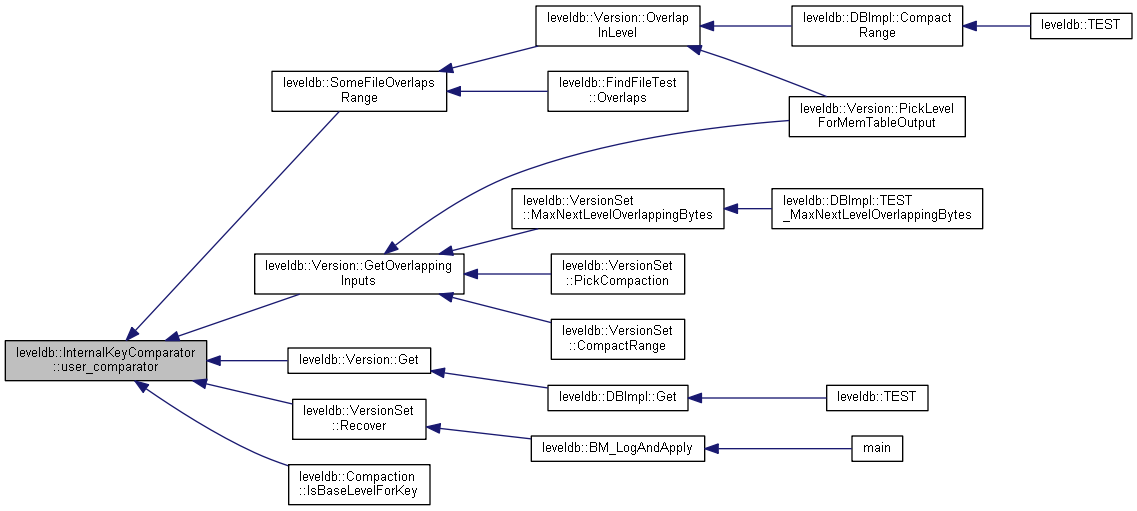 leveldb::Version::Overlap
InLevel
leveldb::DBImpl::Compact
Range
leveldb::TEST
leveldb::SomeFileOverlaps
Range
leveldb::FindFileTest
::Overlaps
leveldb::Version::PickLevel
ForMemTableOutput
leveldb::VersionSet
::MaxNextLevelOverlappingBytes
leveldb::DBImpl::TEST
_MaxNextLevelOverlappingBytes
leveldb::Version::GetOverlapping
Inputs
leveldb::VersionSet
::PickCompaction
leveldb::VersionSet
::CompactRange
leveldb::InternalKeyComparator
::user_comparator
leveldb::Version::Get
leveldb::DBImpl::Get
leveldb::TEST
leveldb::VersionSet
::Recover
leveldb::BM_LogAndApply
main
leveldb::Compaction
::IsBaseLevelForKey